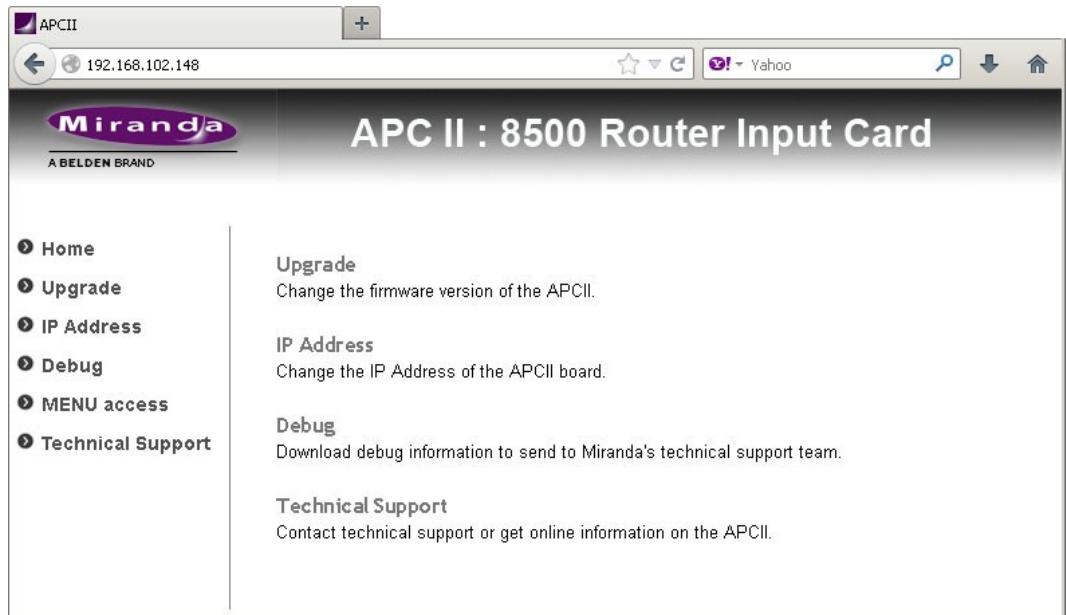 APCII
192.168.102.148
Yahoo
Miranda
A BELDEN BRAND
APC II : 8500 Router Input Card
Home
Upgrade
IP Address
Debug
MENU access
Technical Support
Upgrade
Change the firmware version of the APCII.
IP Address
Change the IP Address of the APCII board.
Debug
Download debug information to send to Miranda's technical support team.
Technical Support
Contact technical support or get online information on the APCII.